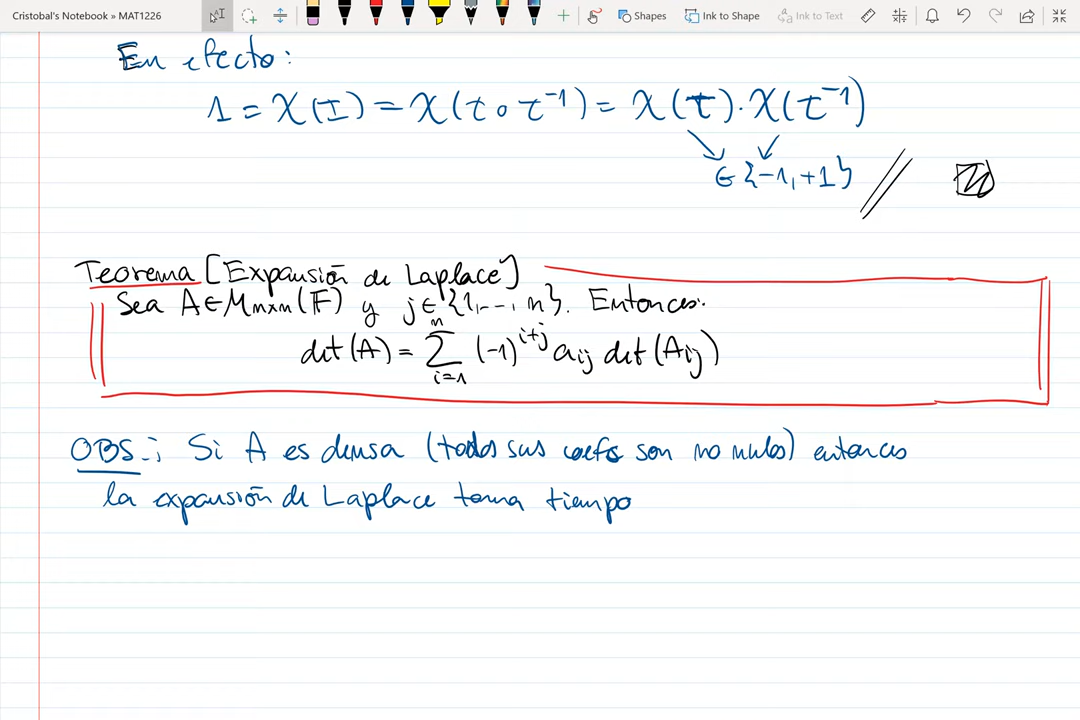 Cristobal's Notebook » MAT1226
Shapes
Ink to Shape
Ink to Text
En efecto:
1 = χ(I) = χ(τ∘τ⁻¹) = χ(τ)·χ(τ⁻¹)
∈ {-1,+1}
Teorema [Expansión de Laplace]
Sea A∈Mnxn(F) y j∈{1,--,n}. Entonces:
det(A) = ∑ⁿᵢ₌₁ (-1)^{i+j} aij det(Aij)
OBS.: Si A es densa (todos sus coefs son no nulos) entonces
la expansión de Laplace toma tiempo